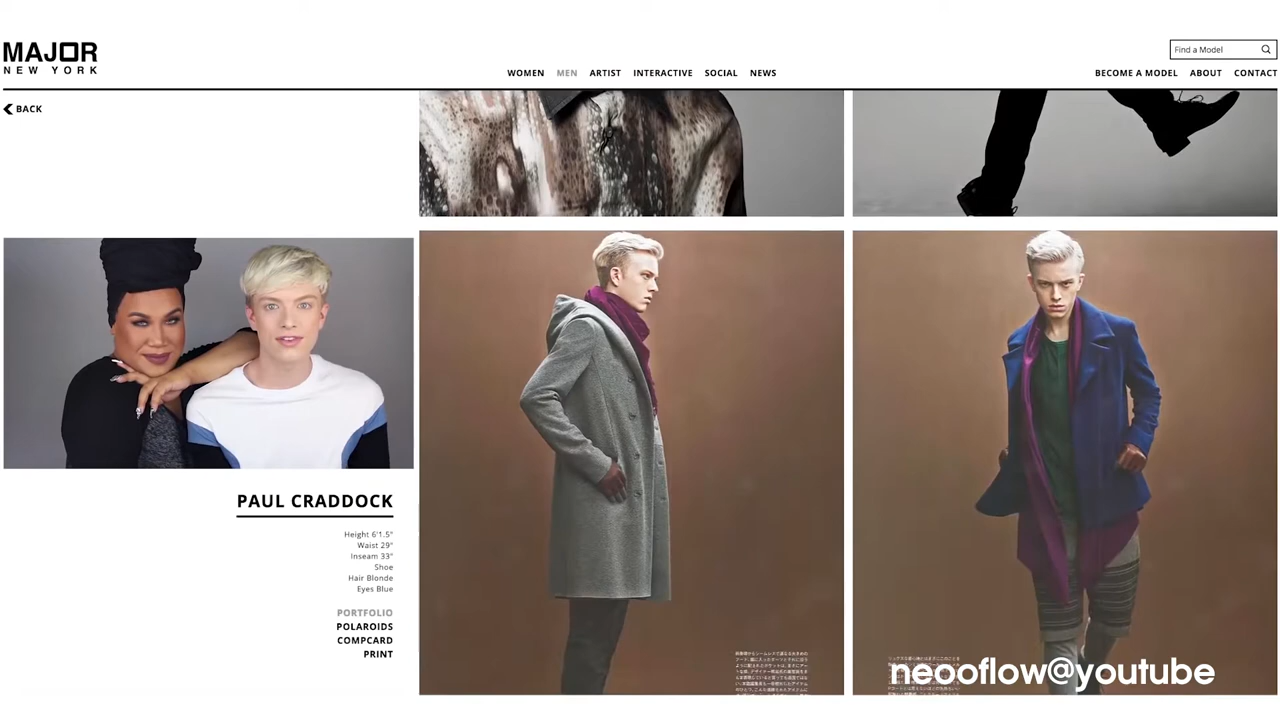 MAJOR
NEW YORK
Find a Model
WOMEN MEN ARTIST INTERACTIVE SOCIAL NEWS
BECOME A MODEL ABOUT CONTACT
BACK
PAUL CRADDOCK
Height 6'1.5"
Waist 29"
Inseam 33"
Shoe
Hair Blonde
Eyes Blue
PORTFOLIO
POLAROIDS
COMPCARD
PRINT
neooflow@youtube